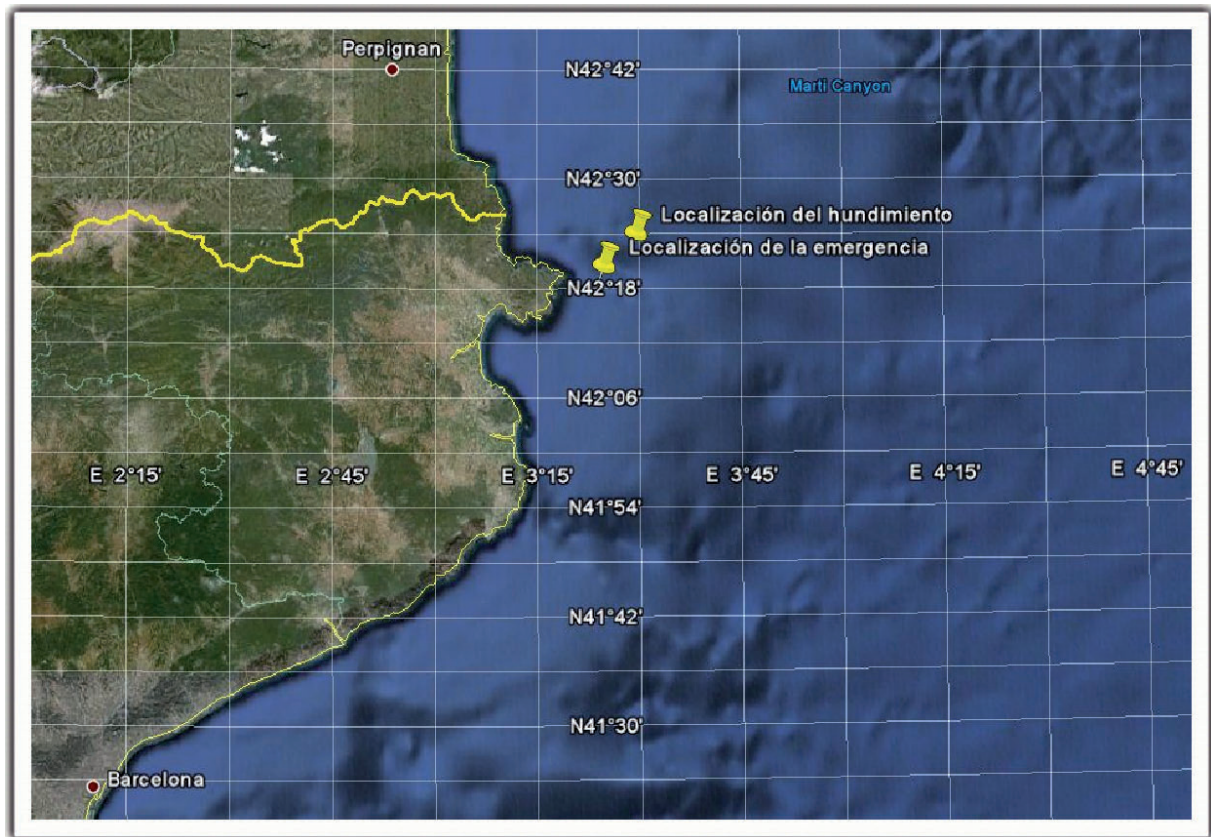 Perpignan
N42°42'
Marti Canyon
N42°30'
Localización del hundimiento
Localización de la emergencia
N42°18'
N42°06'
E 2°15'
E 2°45'
E 3°15'
E 3°45'
E 4°15'
E 4°45'
N41°54'
N41°42'
N41°30'
Barcelona